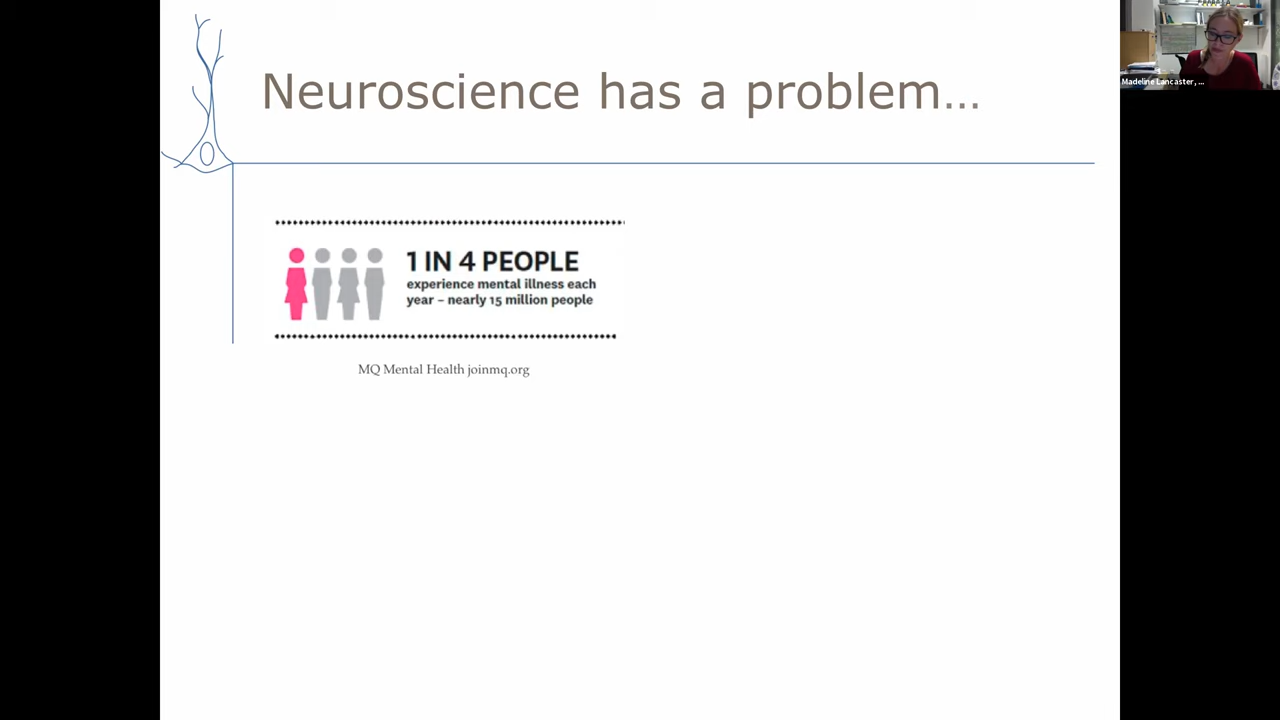 Neuroscience has a problem...
Madeline Lancaster, ...
1 IN 4 PEOPLE
experience mental illness each
year – nearly 15 million people
MQ Mental Health joinmq.org